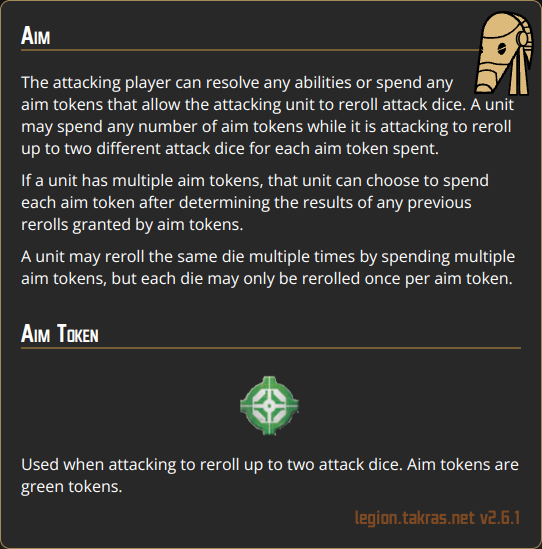 Aim
The attacking player can resolve any abilities or spend any
aim tokens that allow the attacking unit to reroll attack dice. A unit
may spend any number of aim tokens while it is attacking to reroll
up to two different attack dice for each aim token spent.
If a unit has multiple aim tokens, that unit can choose to spend
each aim token after determining the results of any previous
rerolls granted by aim tokens.
A unit may reroll the same die multiple times by spending multiple
aim tokens, but each die may only be rerolled once per aim token.
Aim Token
Used when attacking to reroll up to two attack dice. Aim tokens are
green tokens.
legion.takras.net v2.6.1